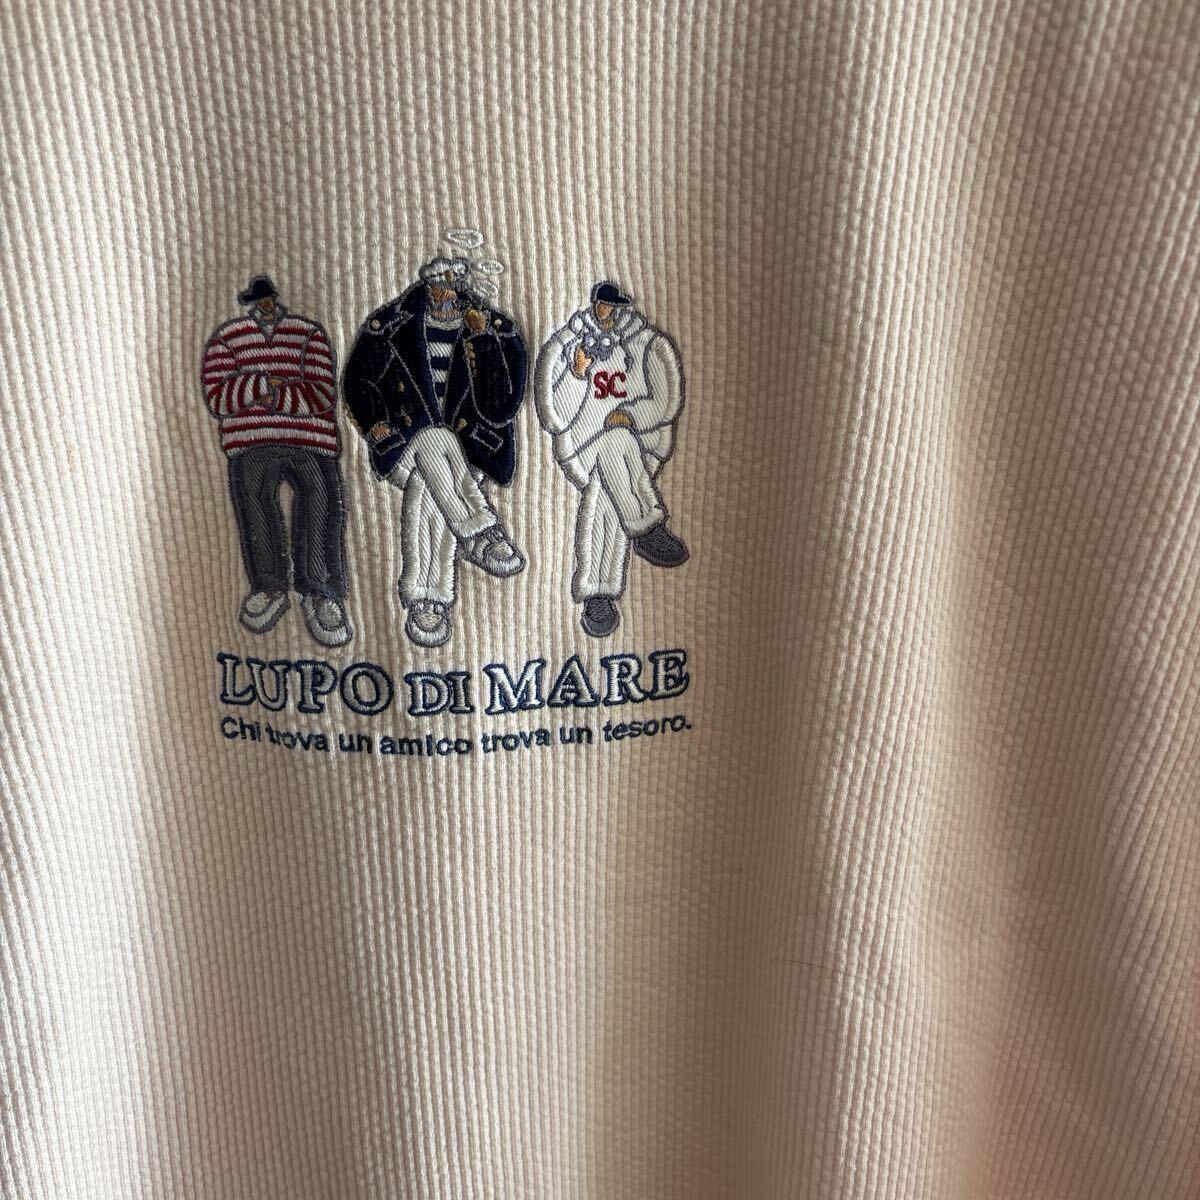 SC
LUPO DI MARE
Chi trova un amico trova un tesoro.